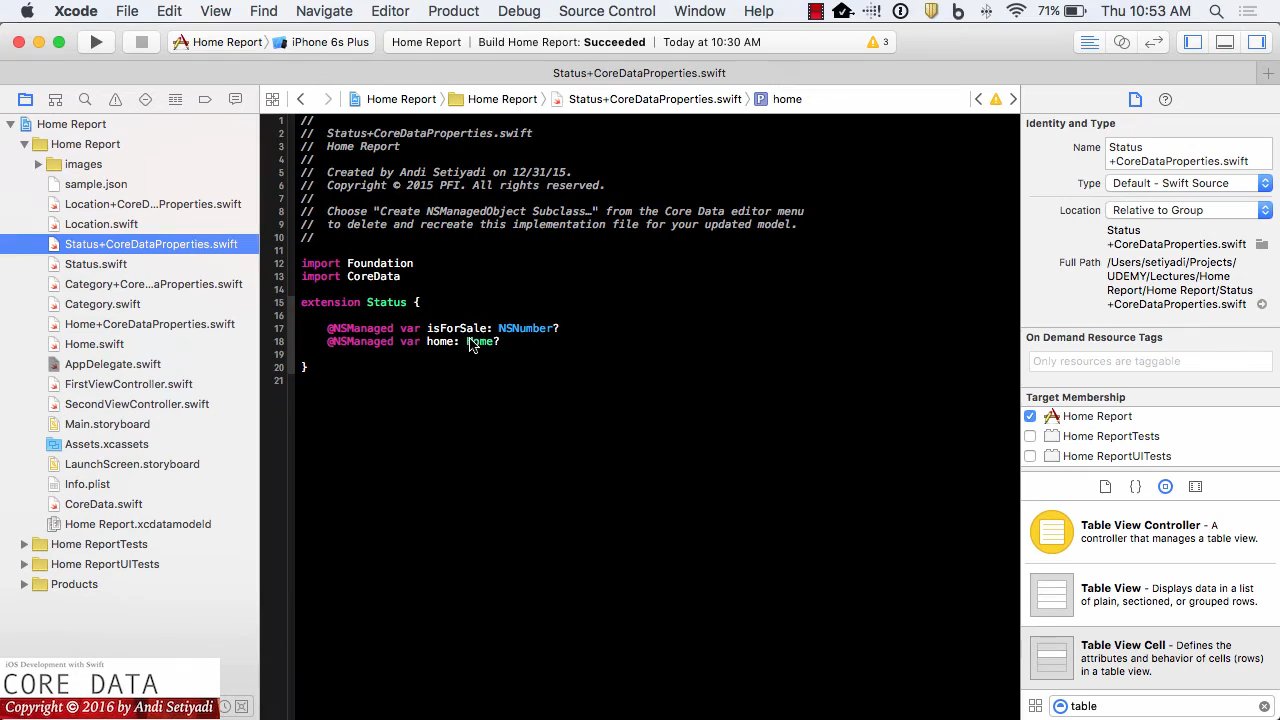 Xcode File Edit View Find Navigate Editor Product Debug Source Control Window Help 71% Thu 10:53 AM
Home Report iPhone 6s Plus Home Report Build Home Report: Succeeded Today at 10:30 AM 3
Status+CoreDataProperties.swift
Home Report Home Report Status+CoreDataProperties.swift P home
Home Report
Home Report
images
sample.json
Location+CoreD...Properties.swift
Location.swift
Status+CoreDataProperties.swift
Status.swift
Category+Core...aProperties.swift
Category.swift
Home+CoreDataProperties.swift
Home.swift
AppDelegate.swift
FirstViewController.swift
SecondViewController.swift
Main.storyboard
Assets.xcassets
LaunchScreen.storyboard
Info.plist
CoreData.swift
Home Report.xcdatamodeld
Home ReportTests
Home ReportUITests
Products
iOS Development with Swift
CORE DATA
Copyright © 2016 by Andi Setiyadi
1 //
2 // Status+CoreDataProperties.swift
3 // Home Report
4 //
5 // Created by Andi Setiyadi on 12/31/15.
6 // Copyright © 2015 PFI. All rights reserved.
7 //
8 // Choose "Create NSManagedObject Subclass…" from the Core Data editor menu
9 // to delete and recreate this implementation file for your updated model.
10 //
11
12 import Foundation
13 import CoreData
14
15 extension Status {
16
17 @NSManaged var isForSale: NSNumber?
18 @NSManaged var home: Home?
19
20 }
21
Identity and Type
Name Status
+CoreDataProperties.swift
Type Default - Swift Source
Location Relative to Group
Status
+CoreDataProperties.swift
Full Path /Users/setiyadi/Projects/
UDEMY/Lectures/Home
Report/Home Report/Status
+CoreDataProperties.swift
On Demand Resource Tags
Only resources are taggable
Target Membership
Home Report
Home ReportTests
Home ReportUITests
Table View Controller - A
controller that manages a table view.
Table View - Displays data in a list
of plain, sectioned, or grouped rows.
Table View Cell - Defines the
attributes and behavior of cells (rows)
in a table view.
table